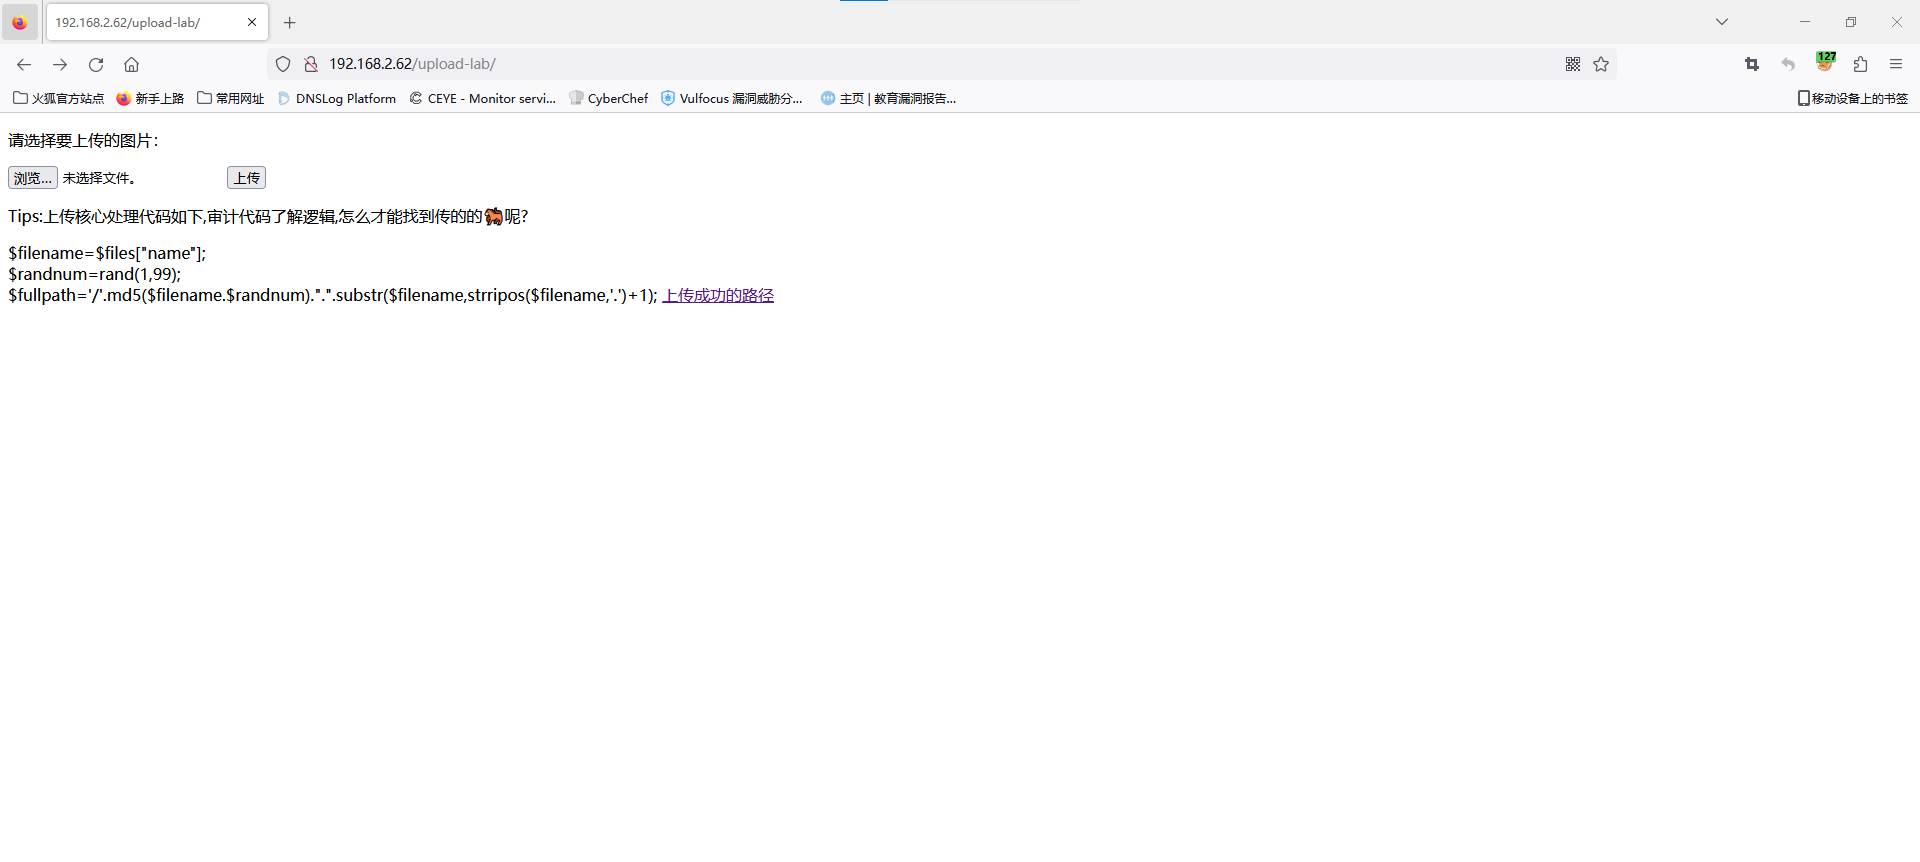 192.168.2.62/upload-lab/
192.168.2.62/upload-lab/
127
火狐官方站点 新手上路 常用网址 DNSLog Platform CEYE - Monitor servi... CyberChef Vulfocus 漏洞威胁分... 主页 | 教育漏洞报告... 移动设备上的书签
请选择要上传的图片：
浏览... 未选择文件。 上传
Tips:上传核心处理代码如下,审计代码了解逻辑,怎么才能找到传的的🐎呢?
$filename=$files["name"];
$randnum=rand(1,99);
$fullpath='/'.md5($filename.$randnum).".".substr($filename,strripos($filename,'.')+1); 上传成功的路径